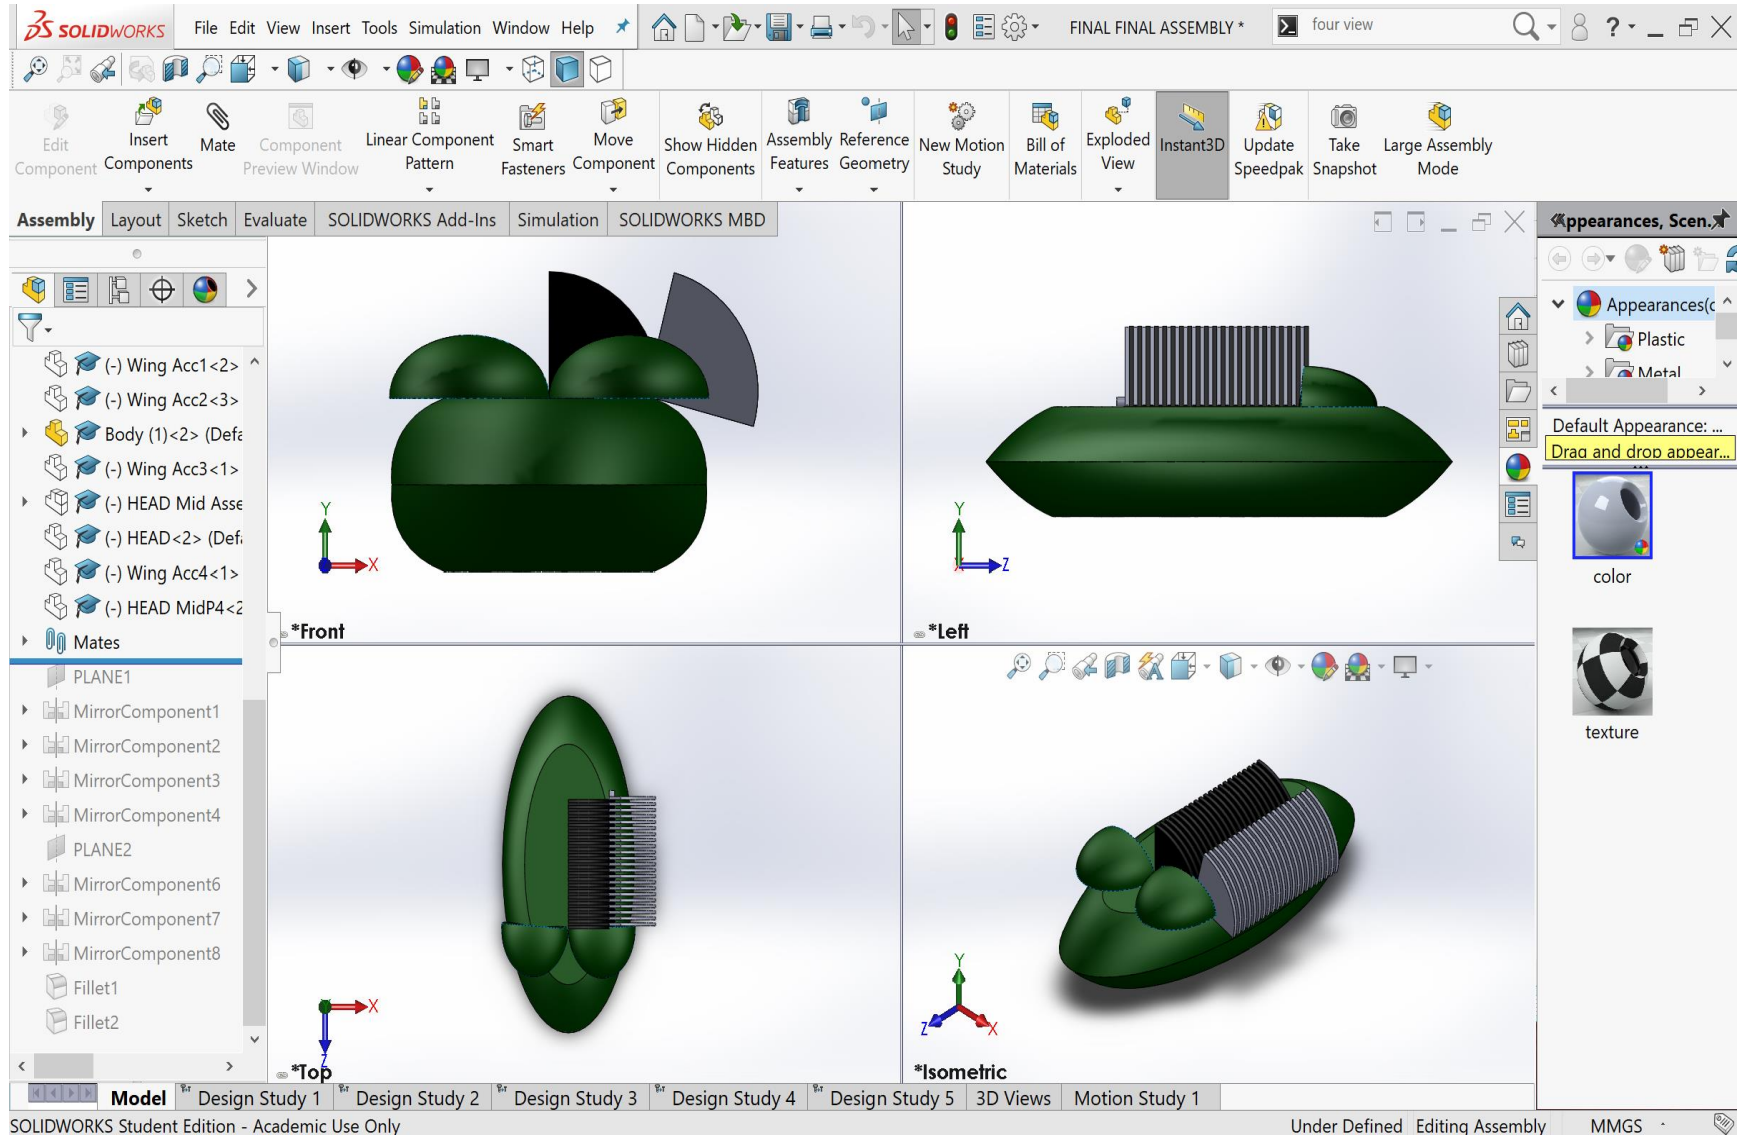 SOLIDWORKS File Edit View Insert Tools Simulation Window Help FINAL FINAL ASSEMBLY * four view ?
Edit Component
Insert Components
Mate
Component Preview Window
Linear Component Pattern
Smart Fasteners
Move Component
Show Hidden Components
Assembly Features
Reference Geometry
New Motion Study
Bill of Materials
Exploded View
Instant3D
Update Speedpak
Take Snapshot
Large Assembly Mode
Assembly Layout Sketch Evaluate SOLIDWORKS Add-Ins Simulation SOLIDWORKS MBD
(-) Wing Acc1<2>
(-) Wing Acc2<3>
Body (1)<2> (Defa
(-) Wing Acc3<1>
(-) HEAD Mid Asse
(-) HEAD<2> (Defa
(-) Wing Acc4<1>
(-) HEAD MidP4<2
Mates
PLANE1
MirrorComponent1
MirrorComponent2
MirrorComponent3
MirrorComponent4
PLANE2
MirrorComponent6
MirrorComponent7
MirrorComponent8
Fillet1
Fillet2
Y
X
*Front
Y
Z
*Left
X
Z
*Top
Y
Z
X
*Isometric
ppearances, Scen...
Appearances(c
Plastic
Metal
Default Appearance: ...
Drag and drop appear...
color
texture
Model Design Study 1 Design Study 2 Design Study 3 Design Study 4 Design Study 5 3D Views Motion Study 1
SOLIDWORKS Student Edition - Academic Use Only Under Defined Editing Assembly MMGS